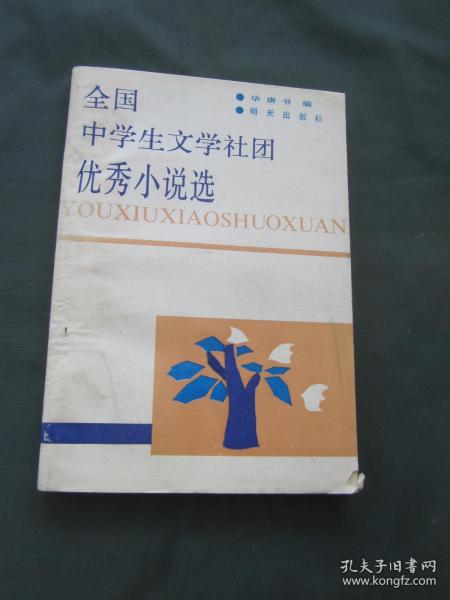 全国
中学生文学社团
优秀小说选
YOUXIUXIAOSHUOXUAN
●毕唐书 编
●明天出版社
孔夫子旧书网
www.kongfz.com